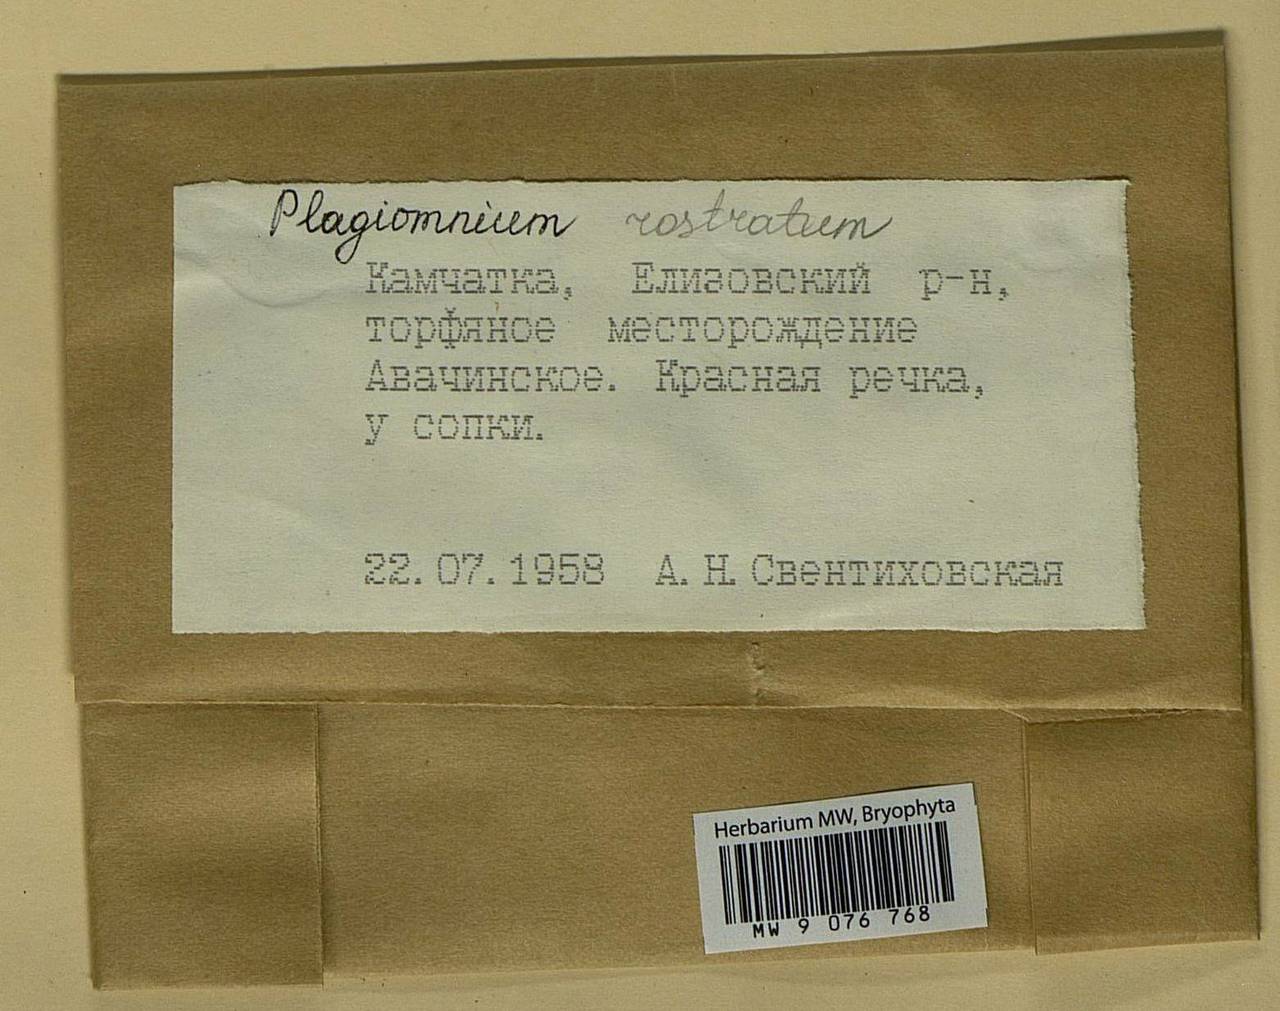 Plagiomnium rostratum
Камчатка, Елизовский р-н,
торфяное месторождение
Авачинское. Красная речка,
у сопки.
22.07.1958 А. Н. Свентиховская
Herbarium MW, Bryophyta
MW 9 076 768